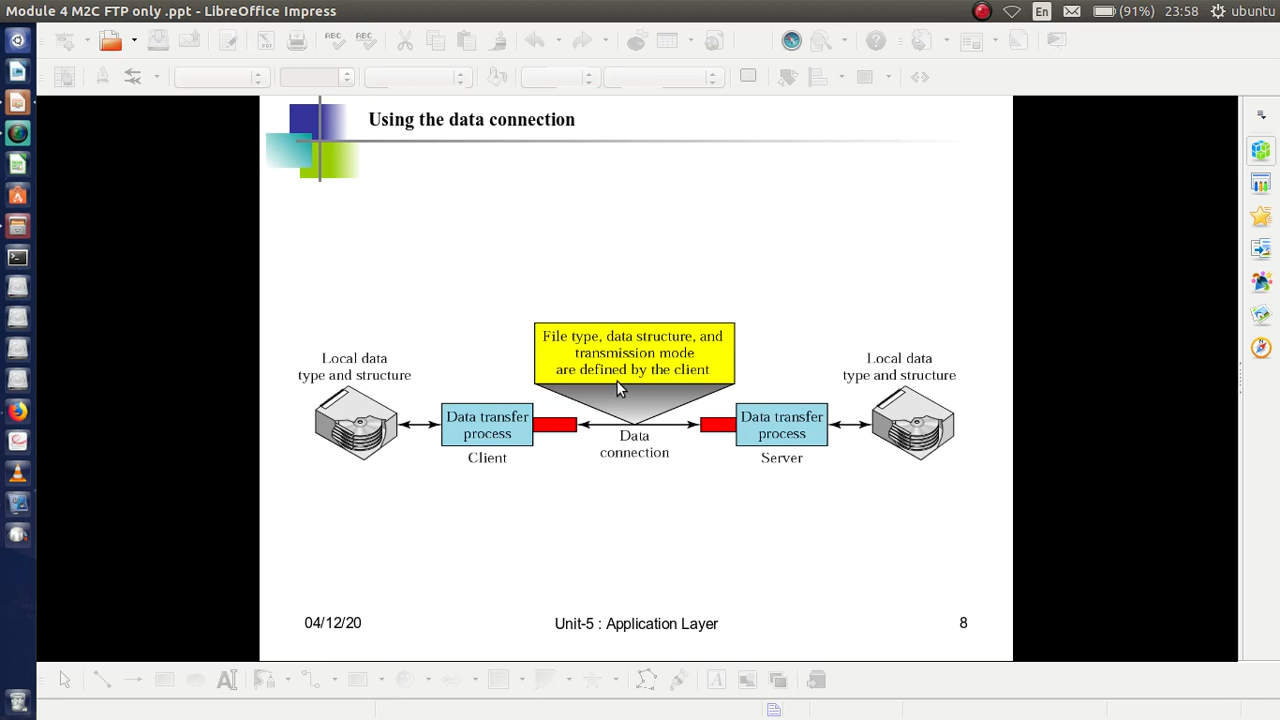 Module 4 M2C FTP only .ppt - LibreOffice Impress
En
(91%)
23:58
ubuntu
ABC
ABC
Using the data connection
File type, data structure, and
transmission mode
are defined by the client
Local data
type and structure
Local data
type and structure
Data transfer
process
Data transfer
process
Data
connection
Client
Server
04/12/20
Unit-5 : Application Layer
8